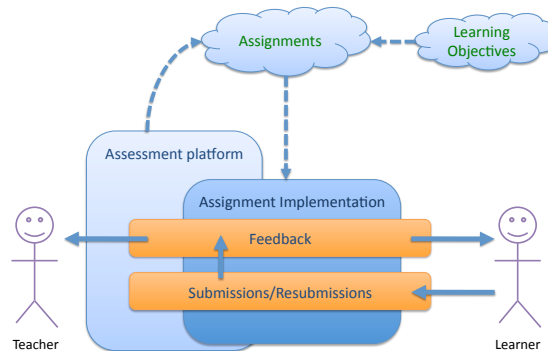 Assignments
Learning
Objectives
Assessment platform
Assignment Implementation
Feedback
Submissions/Resubmissions
Teacher
Learner